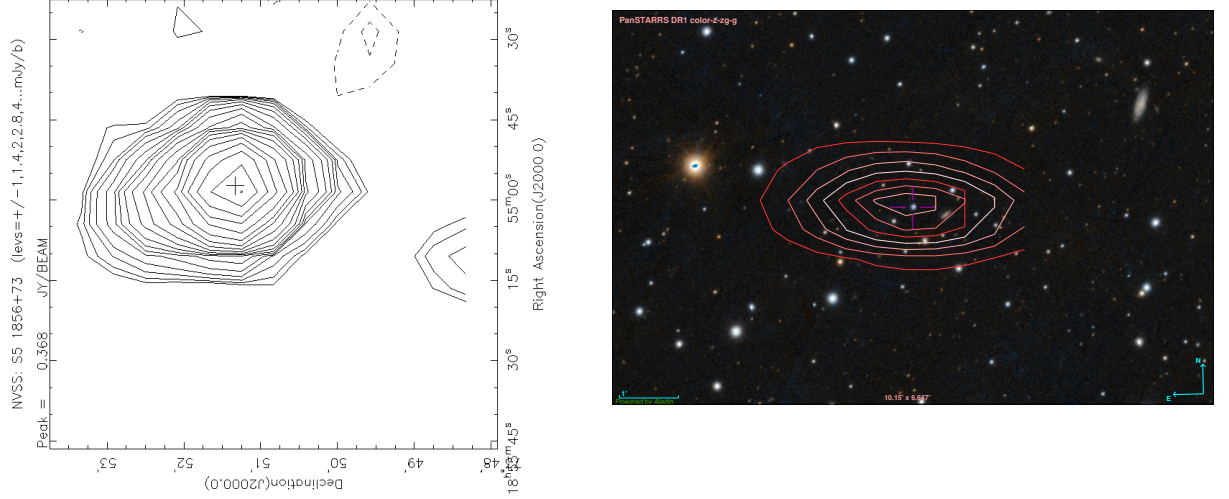 NVSS: S5 1856+73 (levs=+/−1,1.4,2,2.8,4...mJy/b)
Peak = 0.368 JY/BEAM
30ˢ
45ˢ
55ᵐ00ˢ
15ˢ
30ˢ
45ˢ
Right Ascension(J2000.0)
53'
52'
51'
50'
49'
Declination(J2000.0)
PanSTARRS DR1 color-z-zg-g
1'
Powered by Aladin
10.15' x 6.647'
N
E